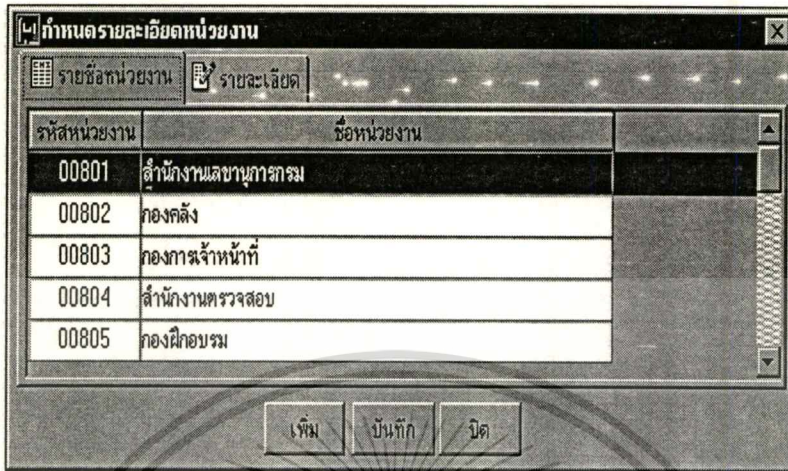 กำหนดรายละเอียดหน่วยงาน
รายชื่อหน่วยงาน รายละเอียด
รหัสหน่วยงาน ชื่อหน่วยงาน
00801 สำนักงานเลขานุการกรม
00802 กองคลัง
00803 กองการเจ้าหน้าที่
00804 สำนักงานตรวจสอบ
00805 กองฝึกอบรม
เพิ่ม บันทึก ปิด